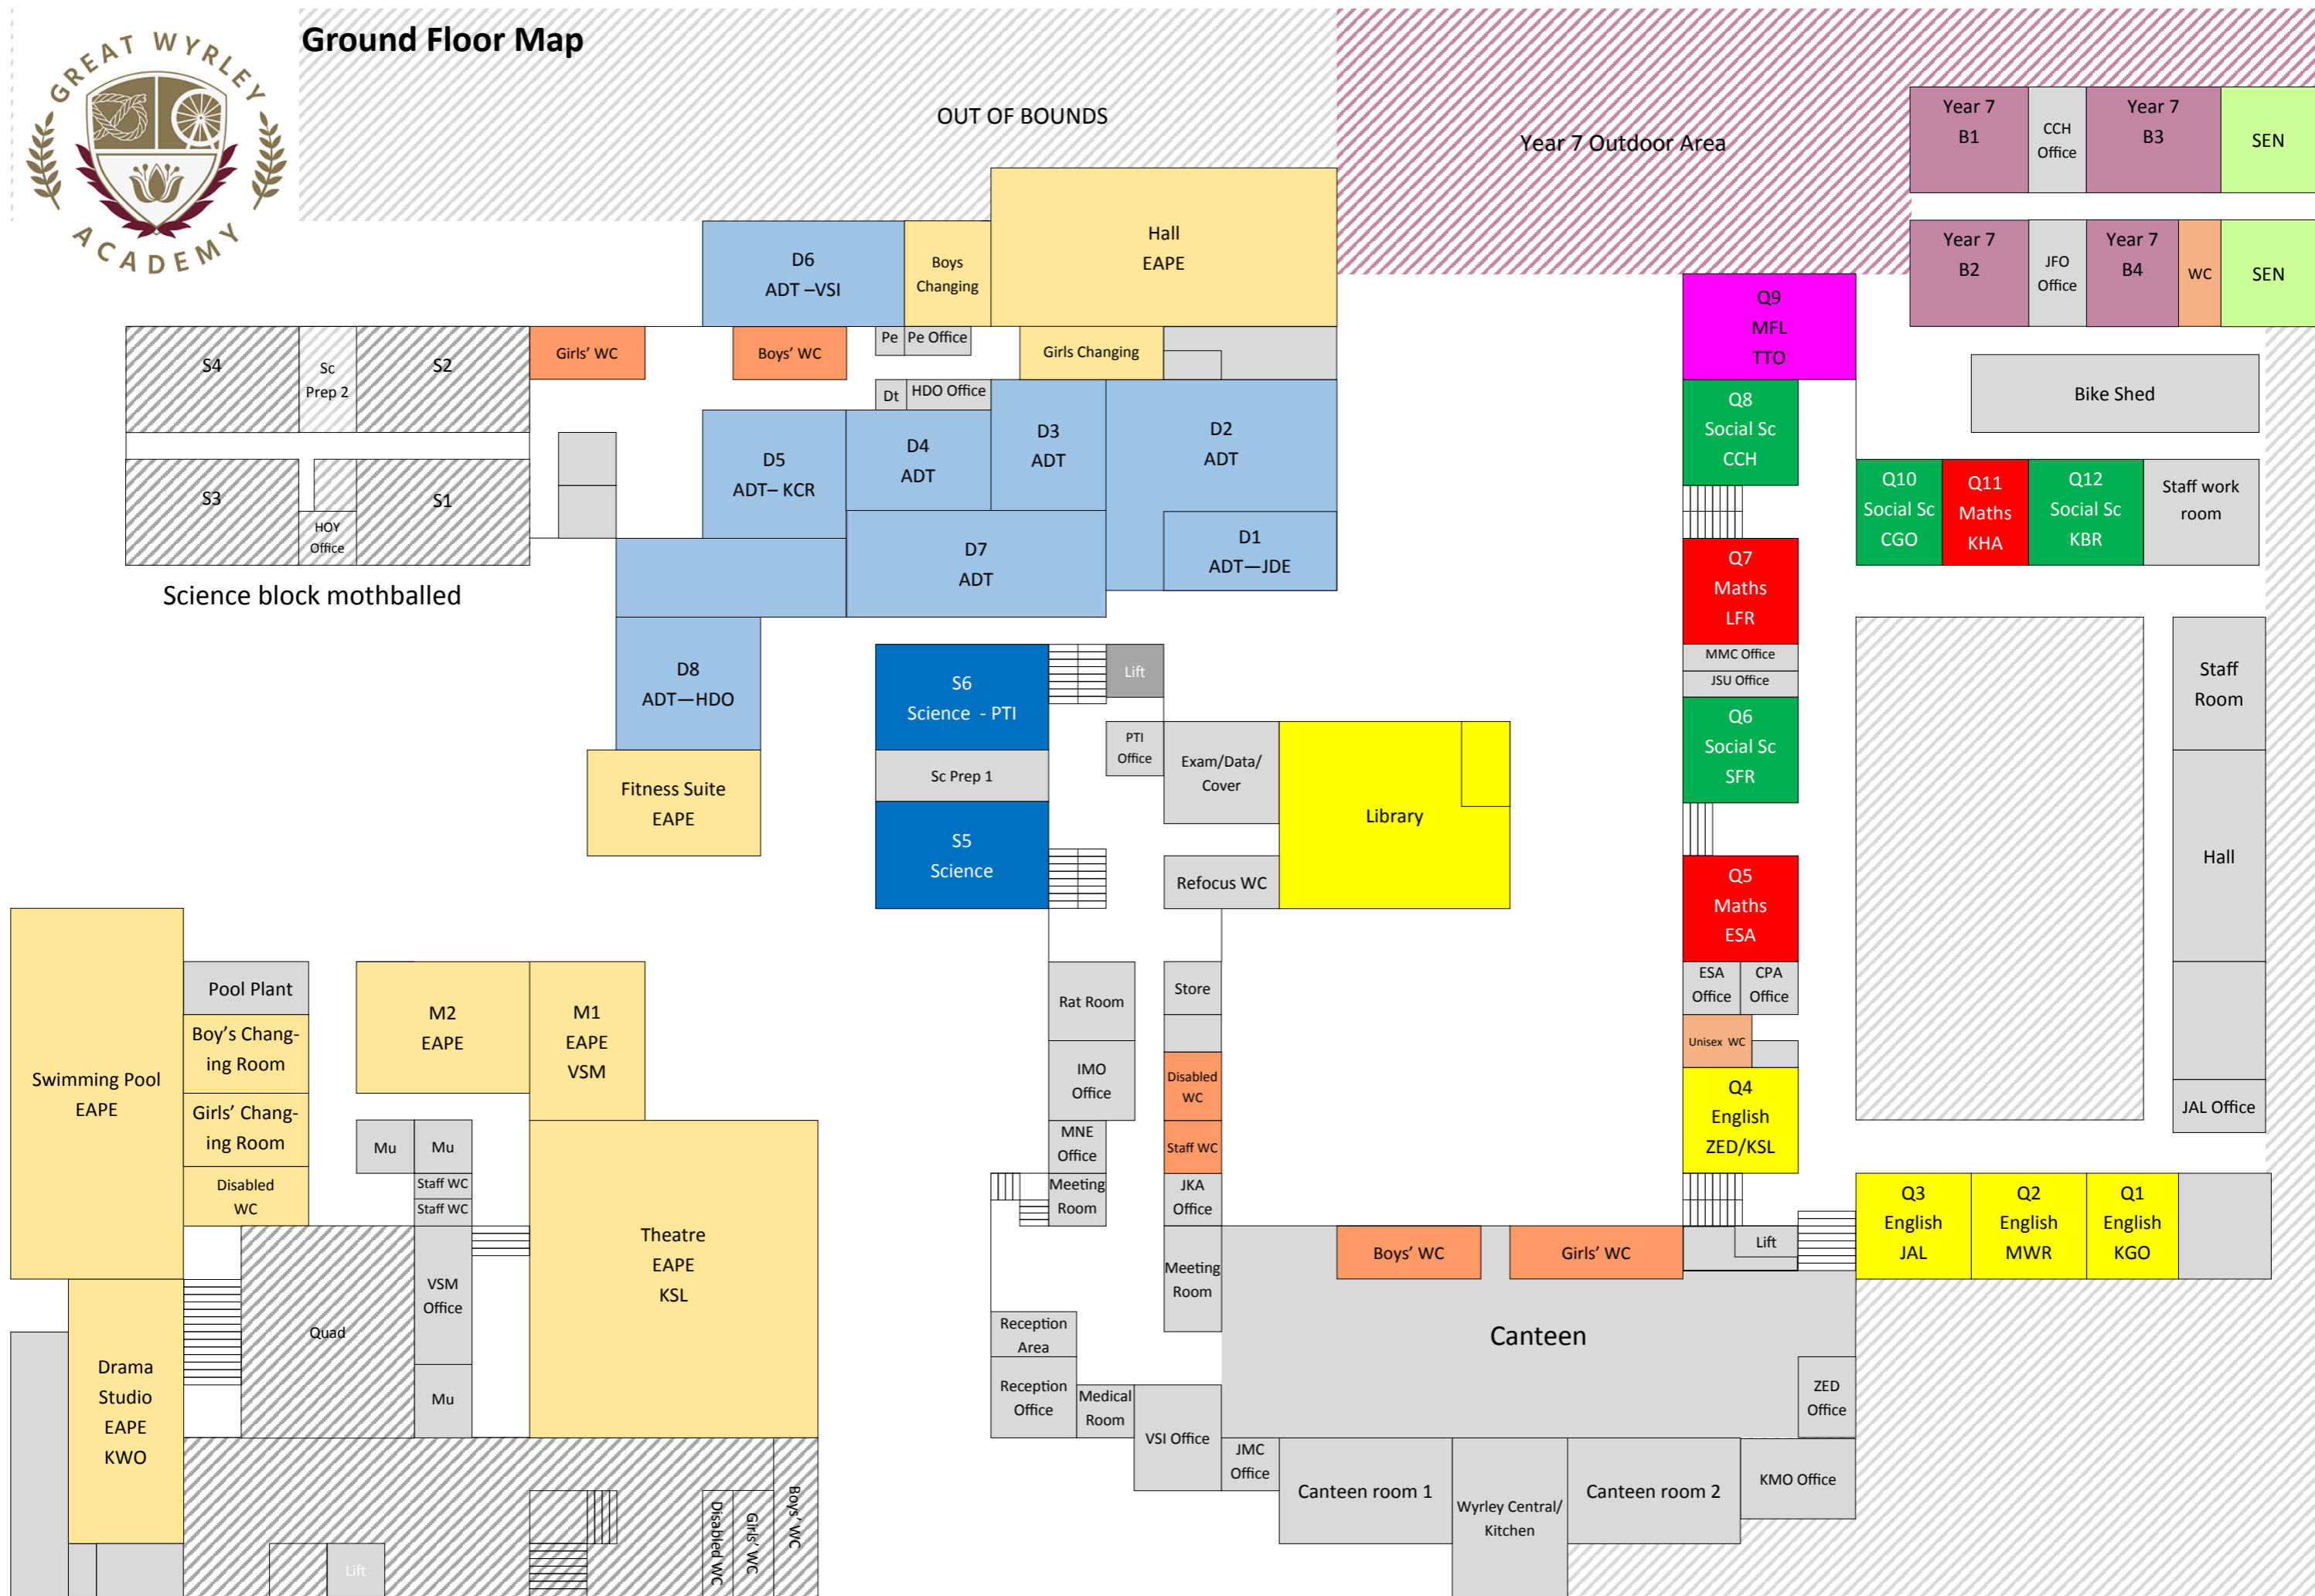 Ground Floor Map
GREAT WYRLEY
ACADEMY
OUT OF BOUNDS
Year 7 Outdoor Area
Year 7
B1
CCH
Office
Year 7
B3
SEN
Year 7
B2
JFO
Office
Year 7
B4
WC
SEN
Hall
EAPE
D6
ADT –VSI
Boys
Changing
Q9
MFL
TTO
S4
Sc
Prep 2
S2
Girls' WC
Boys' WC
Pe
Pe Office
Girls Changing
Bike Shed
Dt
HDO Office
Q8
Social Sc
CCH
D5
ADT– KCR
D4
ADT
D3
ADT
D2
ADT
S3
HOY
Office
S1
Q10
Social Sc
CGO
Q11
Maths
KHA
Q12
Social Sc
KBR
Staff work
room
D7
ADT
D1
ADT—JDE
Q7
Maths
LFR
Science block mothballed
D8
ADT—HDO
S6
Science - PTI
Lift
MMC Office
JSU Office
Staff
Room
Q6
Social Sc
SFR
PTI
Office
Exam/Data/
Cover
Sc Prep 1
Fitness Suite
EAPE
Library
Hall
S5
Science
Refocus WC
Q5
Maths
ESA
Pool Plant
M2
EAPE
M1
EAPE
VSM
Rat Room
Store
ESA
Office
CPA
Office
Boy's Chang-
ing Room
Unisex WC
Swimming Pool
EAPE
IMO
Office
Disabled
WC
Q4
English
ZED/KSL
JAL Office
Girls' Chang-
ing Room
Mu
Mu
MNE
Office
Staff WC
Disabled
WC
Staff WC
Staff WC
Meeting
Room
JKA
Office
Q3
English
JAL
Q2
English
MWR
Q1
English
KGO
Theatre
EAPE
KSL
Boys' WC
Girls' WC
Lift
VSM
Office
Meeting
Room
Quad
Reception
Area
Canteen
Drama
Studio
EAPE
KWO
Mu
Reception
Office
Medical
Room
ZED
Office
VSI Office
JMC
Office
Canteen room 1
Wyrley Central/
Kitchen
Canteen room 2
KMO Office
Disabled WC
Girls' WC
Boys' WC
Lift